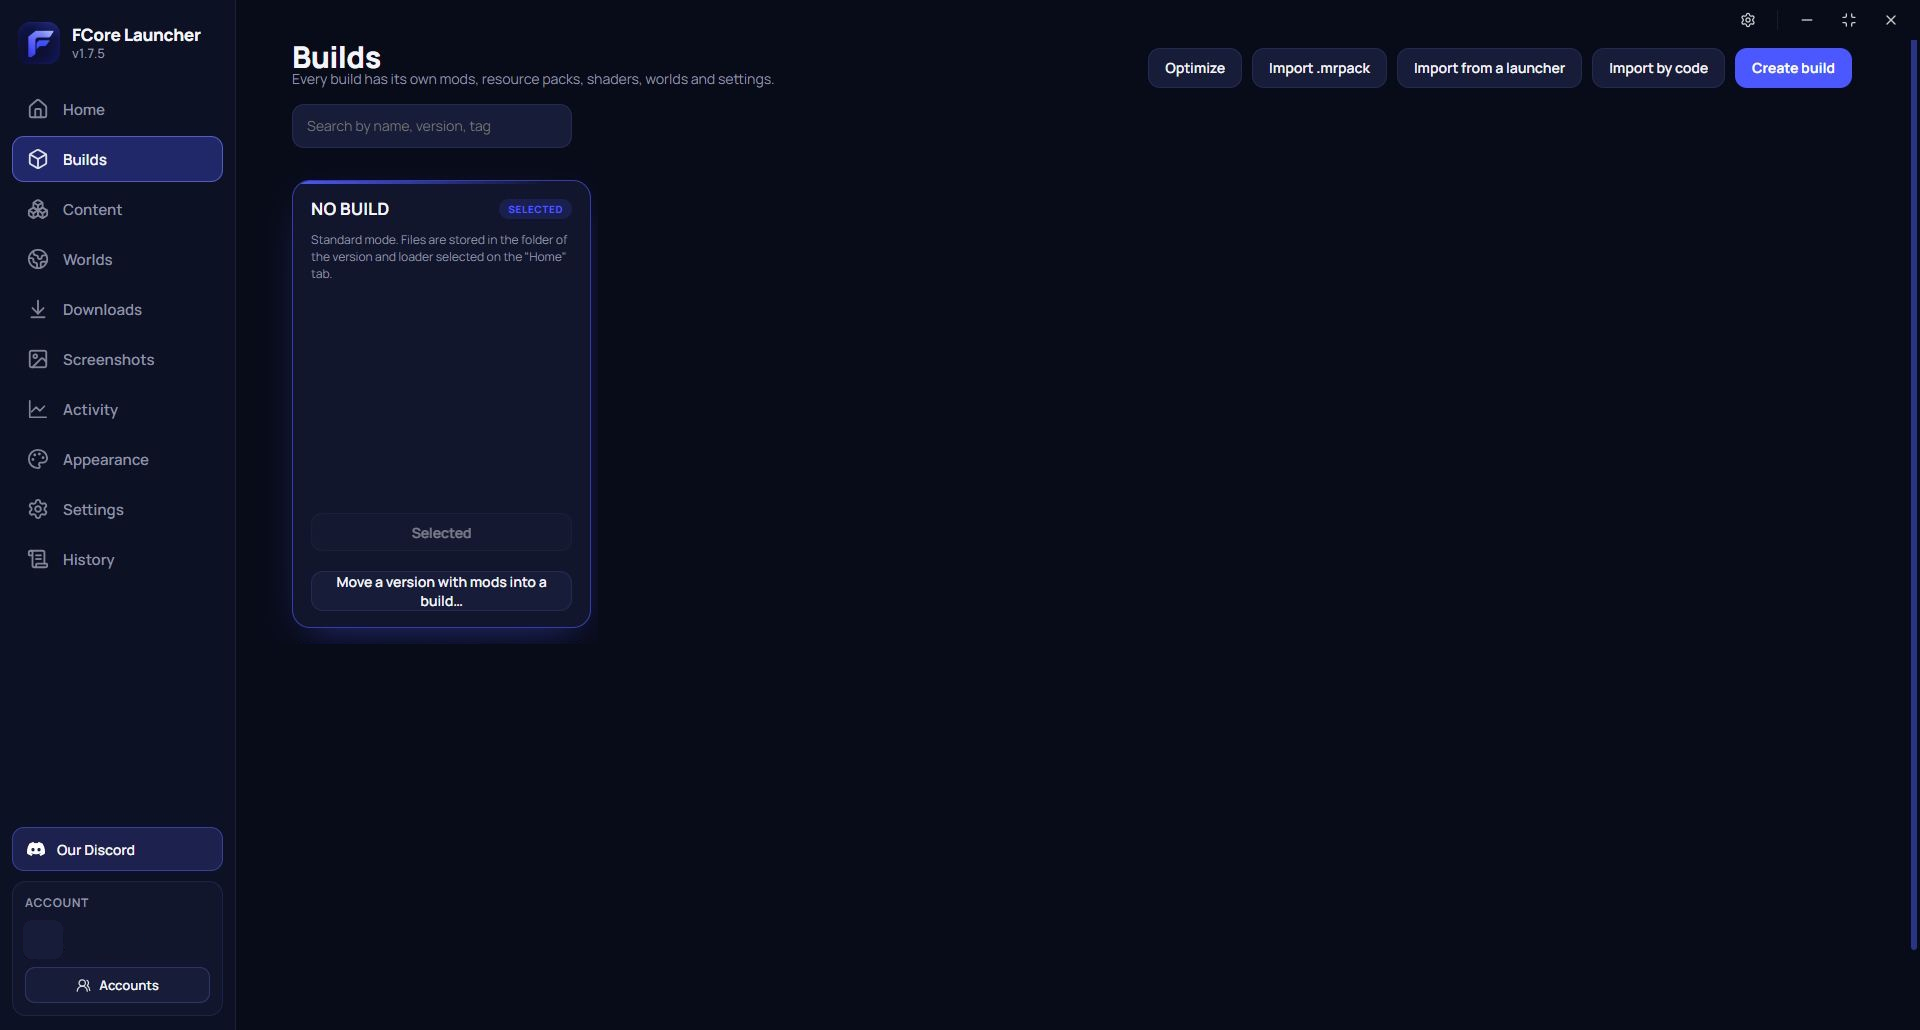 FCore Launcher
v1.7.5
Home
Builds
Content
Worlds
Downloads
Screenshots
Activity
Appearance
Settings
History
Our Discord
ACCOUNT
Accounts
Builds
Every build has its own mods, resource packs, shaders, worlds and settings.
Optimize
Import .mrpack
Import from a launcher
Import by code
Create build
Search by name, version, tag
NO BUILD
SELECTED
Standard mode. Files are stored in the folder of
the version and loader selected on the "Home"
tab.
Selected
Move a version with mods into a
build...